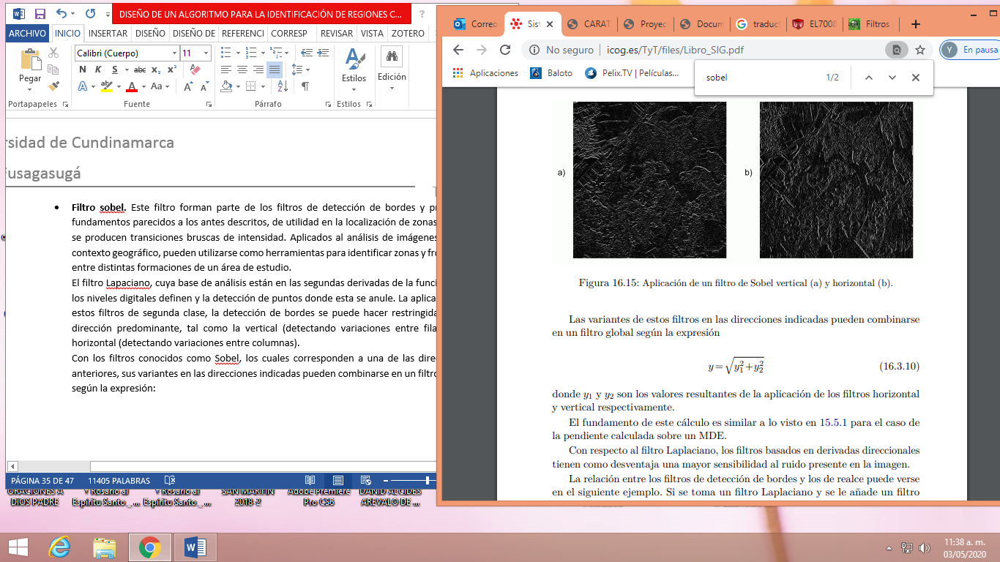 DISEÑO DE UN ALGORITMO PARA LA IDENTIFICACIÓN DE REGIONES C...
?
ARCHIVO INICIO INSERTAR DISEÑO DISEÑO DE REFERENCI CORRESP REVISAR VISTA ZOTERO
Pegar
Calibri (Cuerpo) 11
N K S abc x₂ x²
A ab A Aa A A
Estilos
Edición
Portapapeles Fuente Párrafo Estilos
rsidad de Cundinamarca
Fusagasugá
• Filtro sobel. Este filtro forman parte de los filtros de detección de bordes y pr
fundamentos parecidos a los antes descritos, de utilidad en la localización de zonas
se producen transiciones bruscas de intensidad. Aplicados al análisis de imágenes
contexto geográfico, pueden utilizarse como herramientas para identificar zonas y fro
entre distintas formaciones de un área de estudio.
El filtro Lapaciano, cuya base de análisis están en las segundas derivadas de la funci
los niveles digitales definen y la detección de puntos donde esta se anule. La aplica
estos filtros de segunda clase, la detección de bordes se puede hacer restringida
dirección predominante, tal como la vertical (detectando variaciones entre fila
horizontal (detectando variaciones entre columnas).
Con los filtros conocidos como Sobel, los cuales corresponden a una de las dire
anteriores, sus variantes en las direcciones indicadas pueden combinarse en un filtro
según la expresión:
PÁGINA 35 DE 47 11405 PALABRAS
ORACIONES A
DIOS PADRE
Y Rosario al
Espíritu Santo_...
Y Rosario al
Espíritu Santo_...
SAN MARTIN
2018-2
Adobe Premiere
Pro CS6
DAVID ALCIDES
AREVALO DE ...
Correo
Sist
CARAT
Proyec
Docum
traduct
EL7008
Filtros
No seguro | icog.es/TyT/files/Libro_SIG.pdf
Y En pausa
Aplicaciones Baloto Pelix.TV | Películas...
sobel 1/2
a)
b)
Figura 16.15: Aplicación de un filtro de Sobel vertical (a) y horizontal (b).
Las variantes de estos filtros en las direcciones indicadas pueden combinarse
en un filtro global según la expresión
y = √(y₁² + y₂²) (16.3.10)
donde y₁ y y₂ son los valores resultantes de la aplicación de los filtros horizontal
y vertical respectivamente.
El fundamento de este cálculo es similar a lo visto en 15.5.1 para el caso de
la pendiente calculada sobre un MDE.
Con respecto al filtro Laplaciano, los filtros basados en derivadas direccionales
tienen como desventaja una mayor sensibilidad al ruido presente en la imagen.
La relación entre los filtros de detección de bordes y los de realce puede verse
en el siguiente ejemplo. Si se toma un filtro Laplaciano y se le añade un filtro
11:38 a. m.
03/05/2020